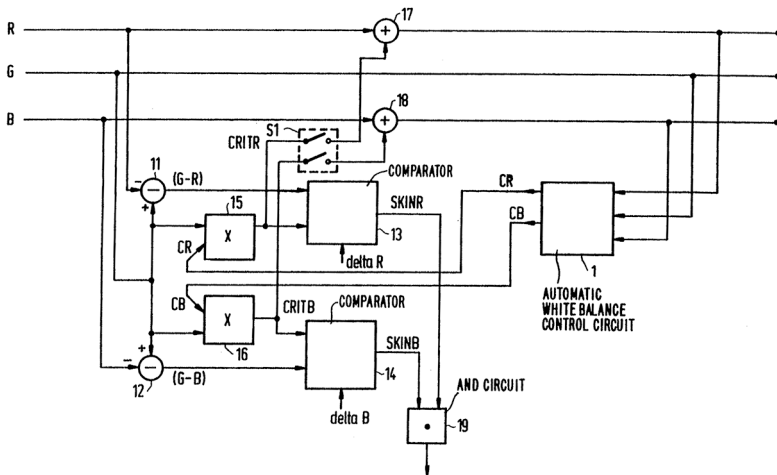 17
R
G
18
B
S1
CRITR
11
(G-R)
COMPARATOR
CR
15
SKINR
CB
X
CR
13
delta R
1
CB
CRITB
COMPARATOR
AUTOMATIC
WHITE BALANCE
CONTROL CIRCUIT
X
SKINB
16
12
(G-B)
14
AND CIRCUIT
delta B
19